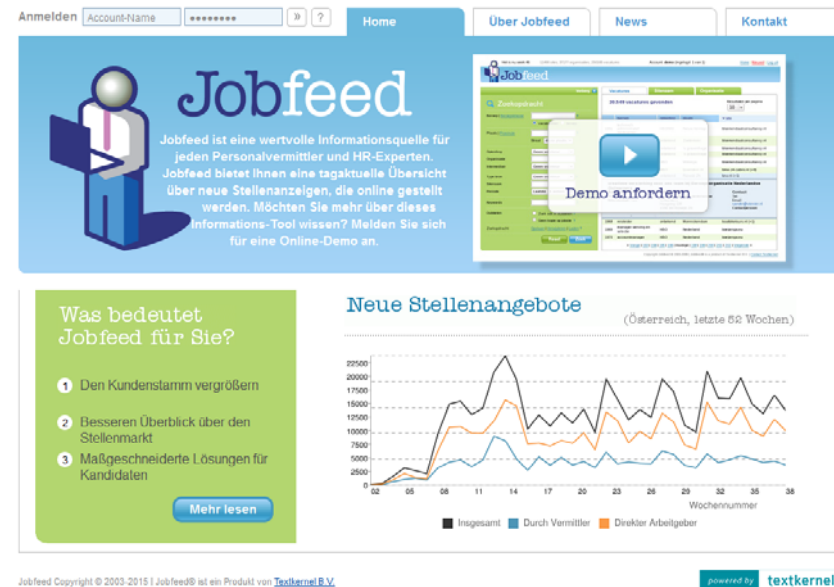 Anmelden Account-Name » ?
Home Über Jobfeed News Kontakt
Jobfeed
Jobfeed ist eine wertvolle Informationsquelle für
jeden Personalvermittler und HR-Experten.
Jobfeed bietet Ihnen eine tagaktuelle Übersicht
über neue Stellenanzeigen, die online gestellt
werden. Möchten Sie mehr über dieses
Informations-Tool wissen? Melden Sie sich
für eine Online-Demo an.
Jobfeed
Demo anfordern
Was bedeutet
Jobfeed für Sie?
1 Den Kundenstamm vergrößern
2 Besseren Überblick über den
Stellenmarkt
3 Maßgeschneiderte Lösungen für
Kandidaten
Mehr lesen
Neue Stellenangebote
(Österreich, letzte 52 Wochen)
22500
20000
17500
15000
12500
10000
7500
5000
2500
0
02 05 08 11 14 17 20 23 26 29 32 35 38
Wochennummer
Insgesamt Durch Vermittler Direkter Arbeitgeber
Jobfeed Copyright © 2003-2015 | Jobfeed® ist ein Produkt von Textkernel B.V.
powered by textkernel